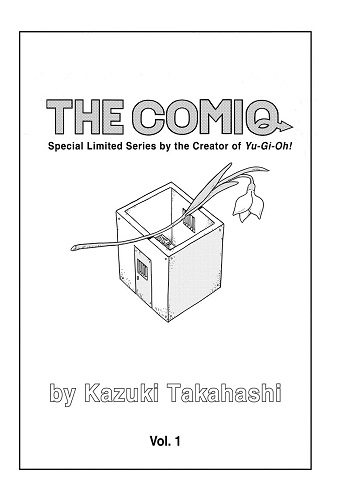 THE COMIQ
Special Limited Series by the Creator of Yu-Gi-Oh!
by Kazuki Takahashi
Vol. 1